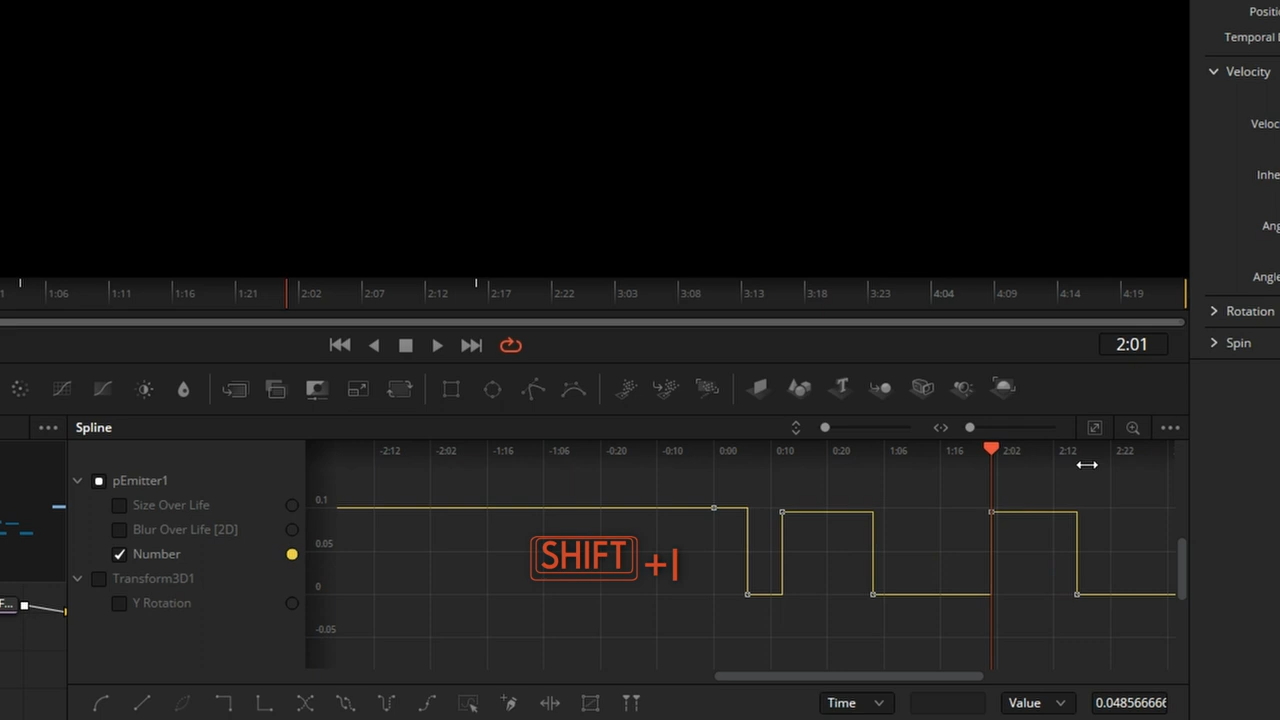 Positi
Temporal
Velocity
Veloc
Inhe
Ang
Angle
Rotation
Spin
1:06 1:11 1:16 1:21 2:02 2:07 2:12 2:17 2:22 3:03 3:08 3:13 3:18 3:23 4:04 4:09 4:14 4:19
2:01
Spline
-2:12 -2:02 -1:16 -1:06 -0:20 -0:10 0:00 0:10 0:20 1:06 1:16 2:02 2:12 2:22
pEmitter1
Size Over Life
Blur Over Life [2D]
Number
Transform3D1
Y Rotation
0.1
0.05
0
-0.05
SHIFT +I
F...
Time
Value
0.048566666